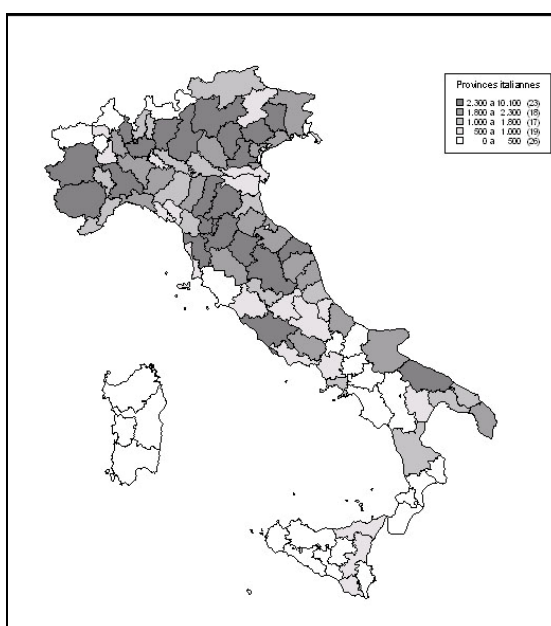 Provinces italiannes
2.300 a 10.100 (23)
1.800 a 2.300 (18)
1.000 a 1.800 (17)
500 a 1.000 (19)
0 a 500 (26)